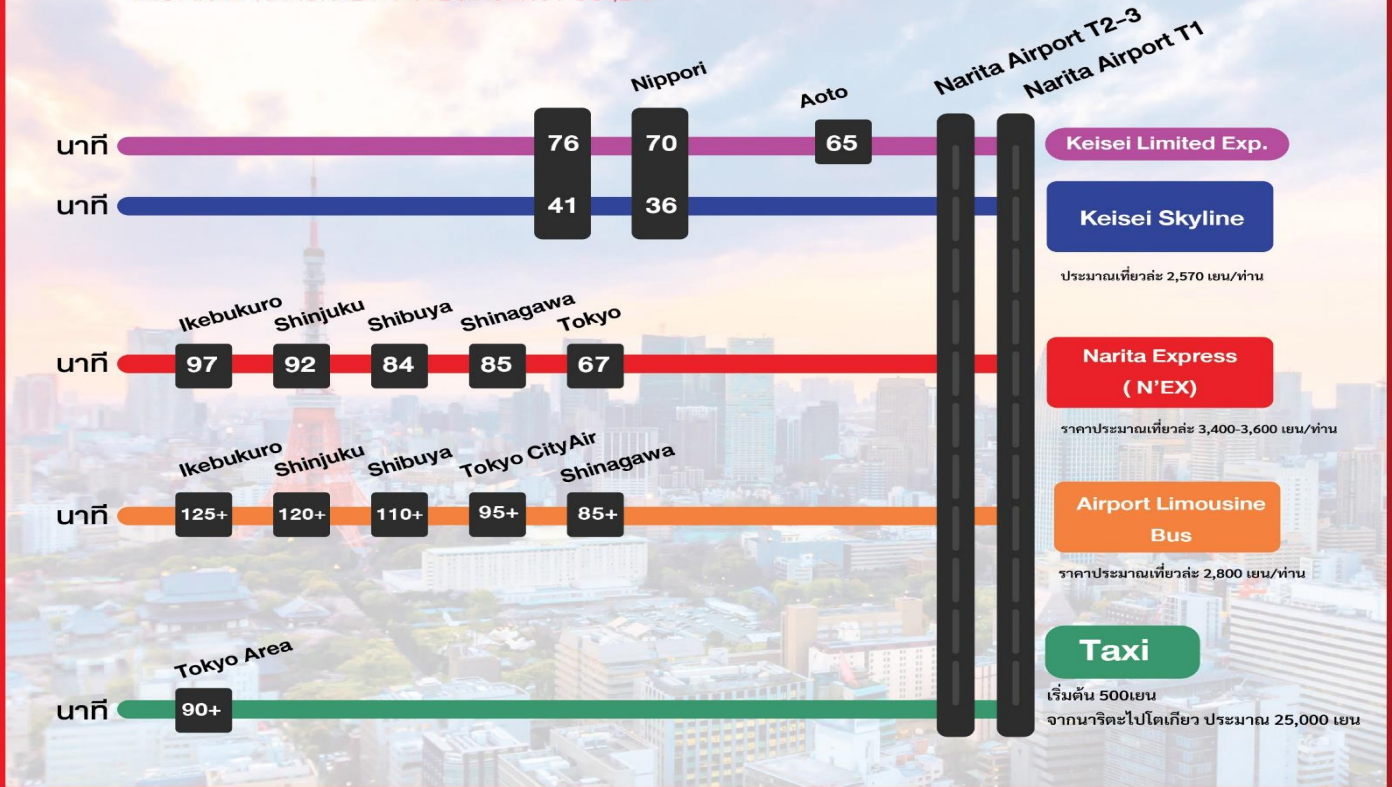 Narita Airport T2-3
Narita Airport T1
Nippori
Aoto
นาที
76
70
65
Keisei Limited Exp.
นาที
41
36
Keisei Skyline
ประมาณเที่ยวล่ะ 2,570 เยน/ท่าน
Ikebukuro
Shinjuku
Shibuya
Shinagawa
Tokyo
นาที
97
92
84
85
67
Narita Express
( N'EX)
ราคาประมาณเที่ยวล่ะ 3,400-3,600 เยน/ท่าน
Ikebukuro
Shinjuku
Shibuya
Tokyo CityAir
Shinagawa
นาที
125+
120+
110+
95+
85+
Airport Limousine
Bus
ราคาประมาณเที่ยวล่ะ 2,800 เยน/ท่าน
Tokyo Area
นาที
90+
Taxi
เริ่มต้น 500เยน
จากนาริตะไปโตเกียว ประมาณ 25,000 เยน